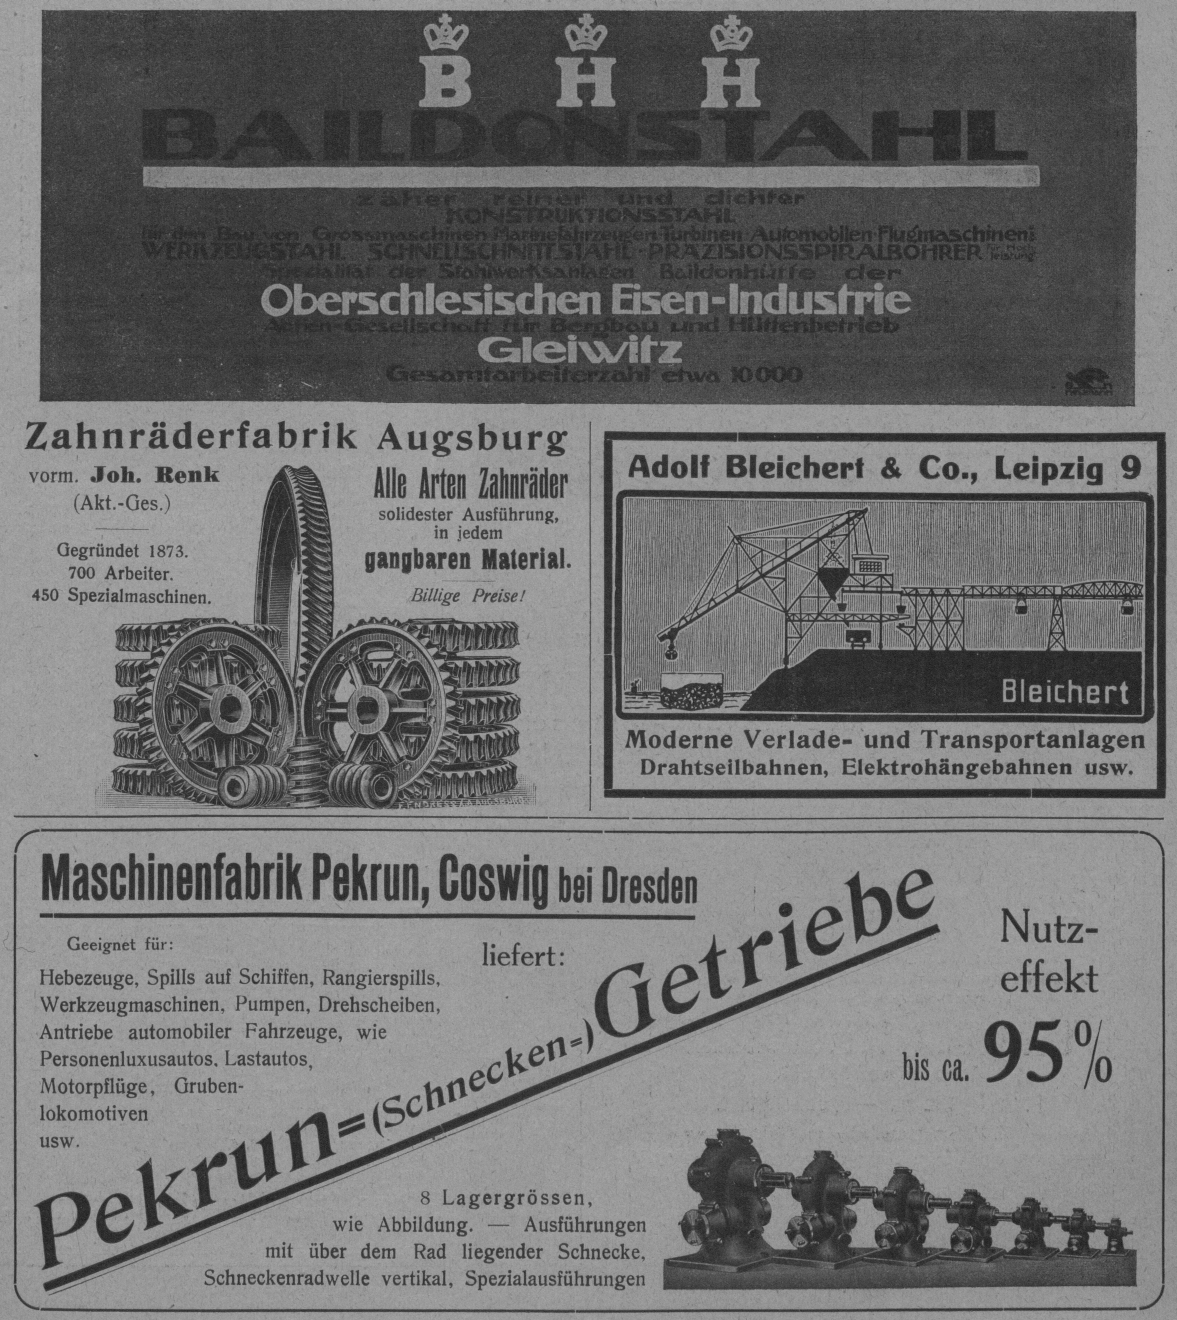 B H H
BAILDONSTAHL
zäher reiner und dichter
KONSTRUKTIONSSTAHL
für den Bau von Grossmaschinen Marinefahrzeugen Turbinen Automobilen Flugmaschinen
WERKZEUGSTAHL SCHNELLSCHNITTSTAHL - PRÄZISIONSSPIRALBOHRER
Specialität der Stahlwerksanlagen Baildonhütte der
Oberschlesischen Eisen-Industrie
Actien-Gesellschaft für Bergbau und Hüttenbetrieb
Gleiwitz
Gesamtarbeiterzahl etwa 10000
Zahnräderfabrik Augsburg
vorm. Joh. Renk
(Akt.-Ges.)
Gegründet 1873.
700 Arbeiter.
450 Spezialmaschinen.
Alle Arten Zahnräder
solidester Ausführung,
in jedem
gangbaren Material.
Billige Preise!
Adolf Bleichert & Co., Leipzig 9
Bleichert
Moderne Verlade- und Transportanlagen
Drahtseilbahnen, Elektrohängebahnen usw.
Maschinenfabrik Pekrun, Coswig bei Dresden
Geeignet für:
Hebezeuge, Spills auf Schiffen, Rangierspills,
Werkzeugmaschinen, Pumpen, Drehscheiben,
Antriebe automobiler Fahrzeuge, wie
Personenluxusautos, Lastautos,
Motorpflüge, Gruben-
lokomotiven
usw.
liefert:
Pekrun=(Schnecken=)Getriebe
Nutz-
effekt
bis ca. 95%
8 Lagergrössen,
wie Abbildung. — Ausführungen
mit über dem Rad liegender Schnecke,
Schneckenradwelle vertikal, Spezialausführungen